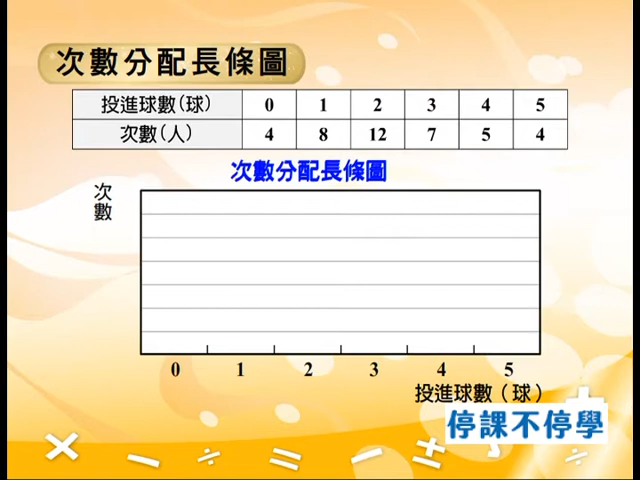 次數分配長條圖
投進球數(球) 0 1 2 3 4 5
次數(人) 4 8 12 7 5 4
次數分配長條圖
次數
0 1 2 3 4 5
投進球數（球）
停課不停學